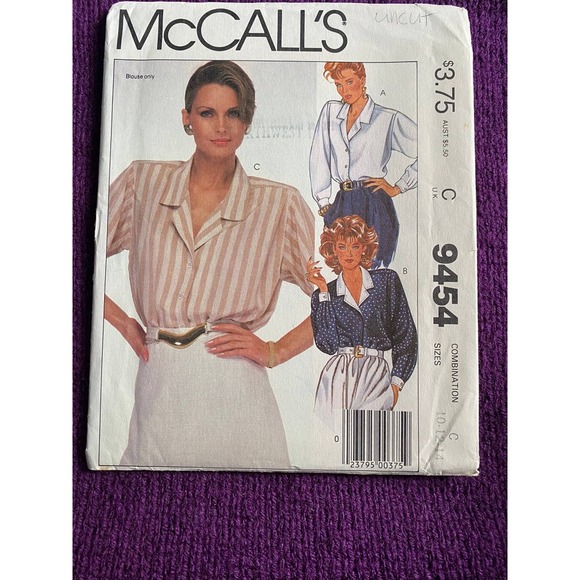 McCALL'S
uncut
Blouse only
A
C
B
$3.75 AUST. $5.50
C
U.K.
9454
COMBINATION SIZES
C
10-12-14
0
23795 00375